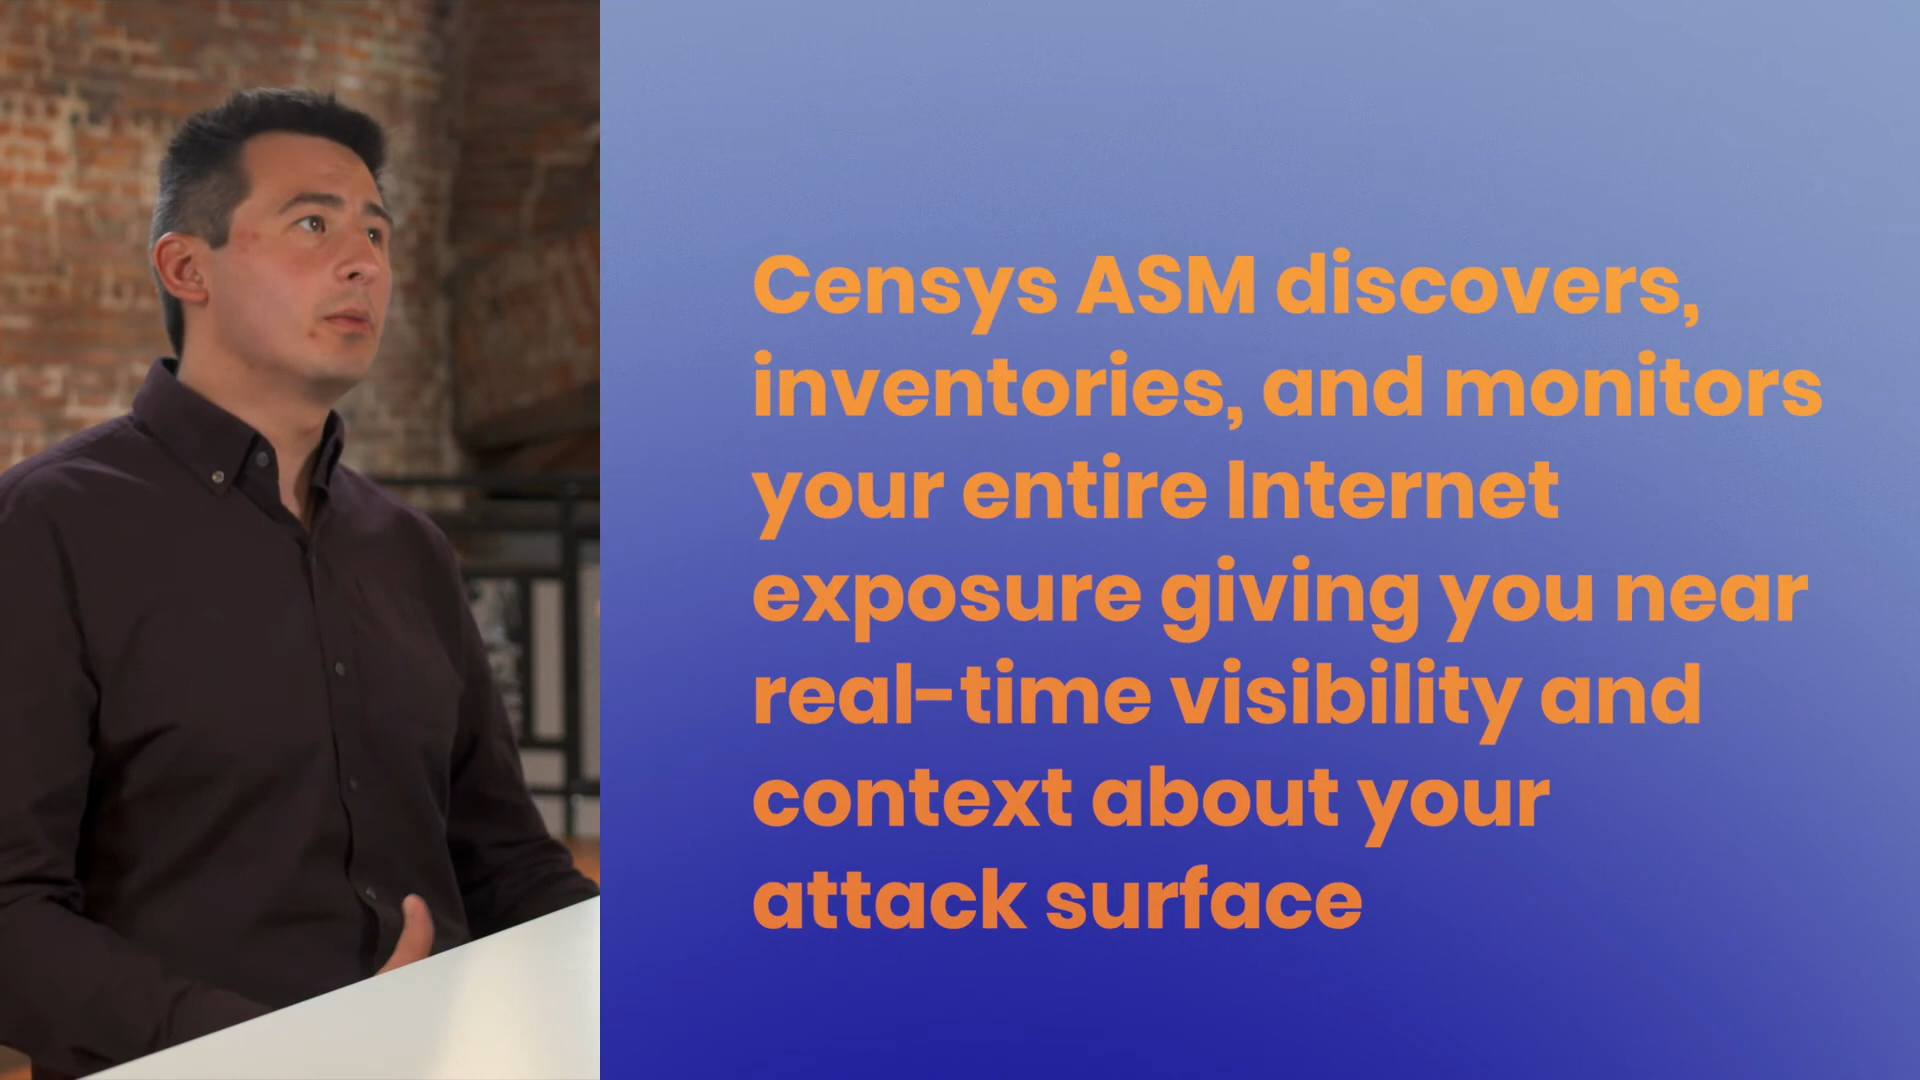 Censys ASM discovers,
inventories, and monitors
your entire Internet
exposure giving you near
real-time visibility and
context about your
attack surface